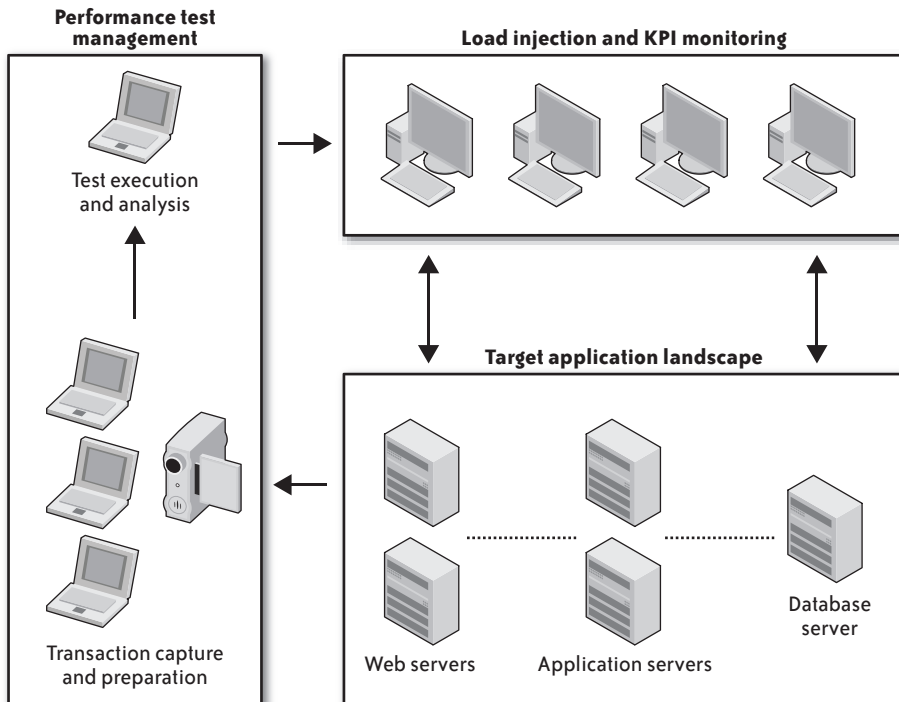 Performance test
management
Load injection and KPI monitoring
Test execution
and analysis
Target application landscape
Transaction capture
and preparation
Web servers
Application servers
Database
server